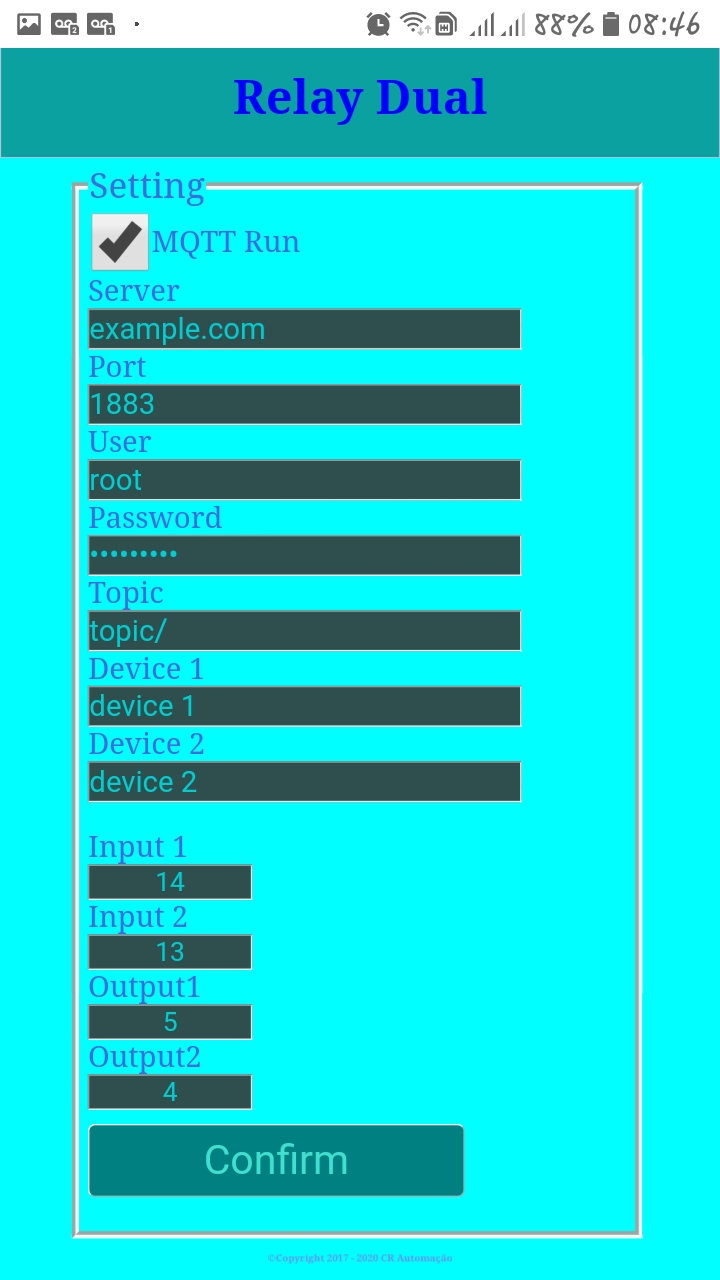 88% 08:46
Relay Dual
Setting
MQTT Run
Server
example.com
Port
1883
User
root
Password
•••••••••
Topic
topic/
Device 1
device 1
Device 2
device 2
Input 1
14
Input 2
13
Output1
5
Output2
4
Confirm
©Copyright 2017 - 2020 CR Automação